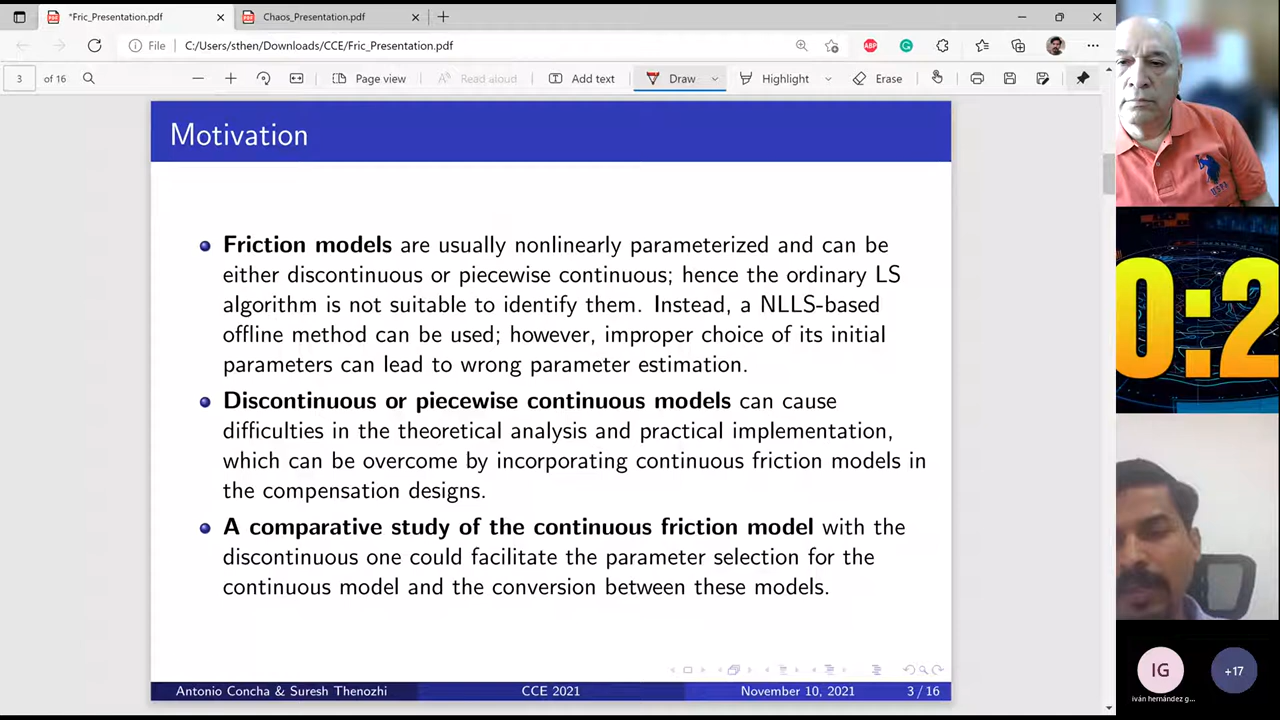 *Fric_Presentation.pdf
Chaos_Presentation.pdf
File
C:/Users/sthen/Downloads/CCE/Fric_Presentation.pdf
ABP
3 of 16
Page view
Read aloud
Add text
Draw
Highlight
Erase
Motivation
Friction models are usually nonlinearly parameterized and can be
either discontinuous or piecewise continuous; hence the ordinary LS
algorithm is not suitable to identify them. Instead, a NLLS-based
offline method can be used; however, improper choice of its initial
parameters can lead to wrong parameter estimation.
Discontinuous or piecewise continuous models can cause
difficulties in the theoretical analysis and practical implementation,
which can be overcome by incorporating continuous friction models in
the compensation designs.
A comparative study of the continuous friction model with the
discontinuous one could facilitate the parameter selection for the
continuous model and the conversion between these models.
Antonio Concha & Suresh Thenozhi
CCE 2021
November 10, 2021
3 / 16
0:2
IG
iván hernández g...
+17